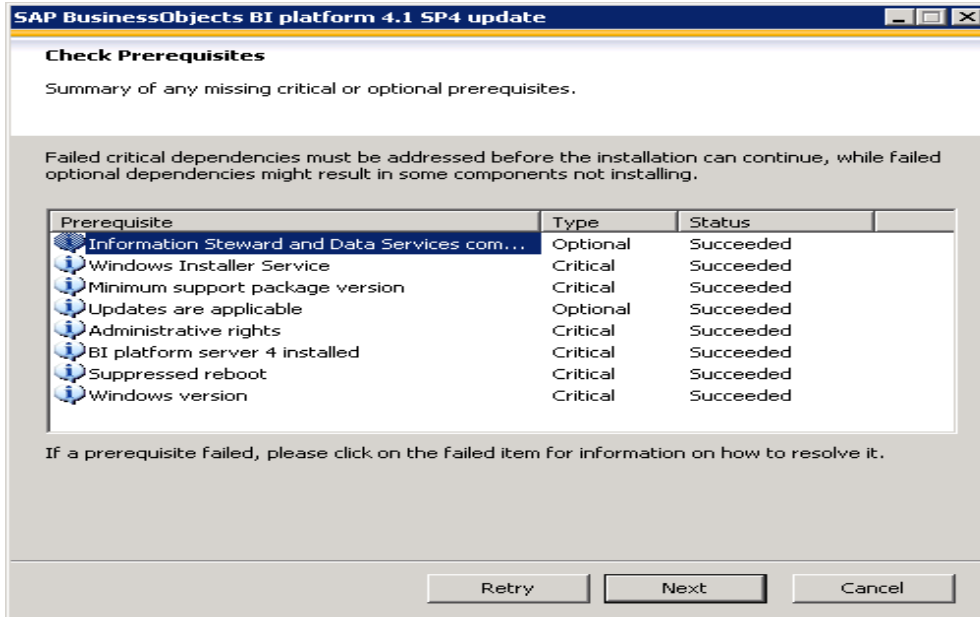 SAP BusinessObjects BI platform 4.1 SP4 update
Check Prerequisites
Summary of any missing critical or optional prerequisites.
Failed critical dependencies must be addressed before the installation can continue, while failed
optional dependencies might result in some components not installing.
Prerequisite Type Status
Information Steward and Data Services com... Optional Succeeded
Windows Installer Service Critical Succeeded
Minimum support package version Critical Succeeded
Updates are applicable Optional Succeeded
Administrative rights Critical Succeeded
BI platform server 4 installed Critical Succeeded
Suppressed reboot Critical Succeeded
Windows version Critical Succeeded
If a prerequisite failed, please click on the failed item for information on how to resolve it.
Retry Next Cancel